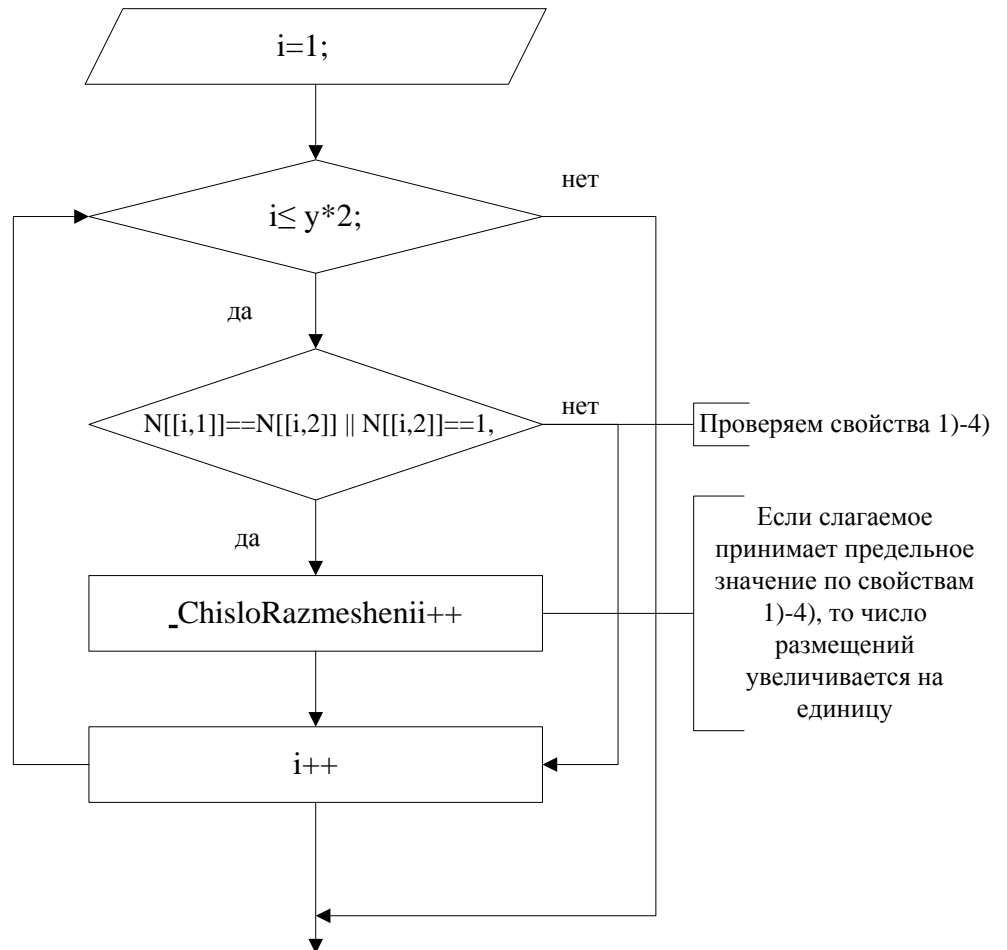 i=1;
нет
i≤ y*2;
да
N[[i,1]]==N[[i,2]] || N[[i,2]]==1,
нет
Проверяем свойства 1)-4)
да
_ChisloRazmeshenii++
Если слагаемое
принимает предельное
значение по свойствам
1)-4), то число
размещений
увеличивается на
единицу
i++